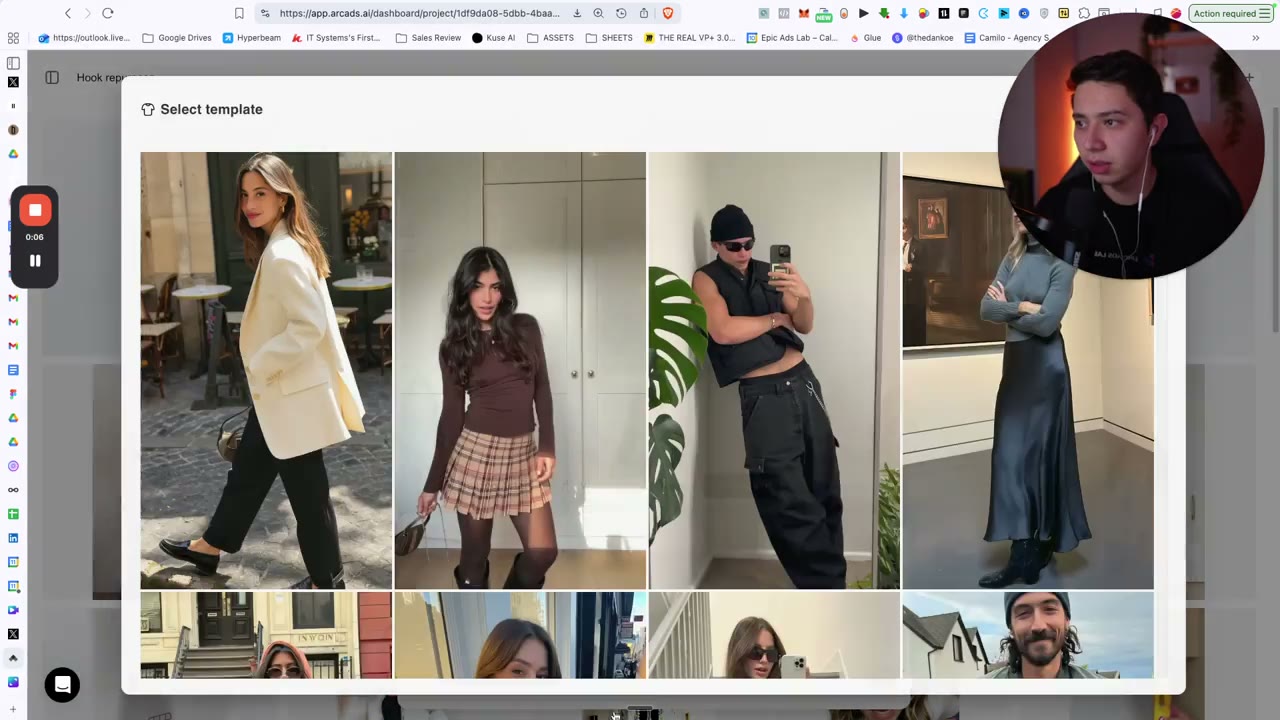 https://app.arcads.ai/dashboard/project/1df9da08-5dbb-4baa...
NEW
Action required
https://outlook.live...
Google Drives
Hyperbeam
IT Systems's First...
Sales Review
Kuse AI
ASSETS
SHEETS
THE REAL VP+ 3.0...
Epic Ads Lab – Cal...
Glue
@thedankoe
Camilo - Agency S
Hook repu
Select template
0:06